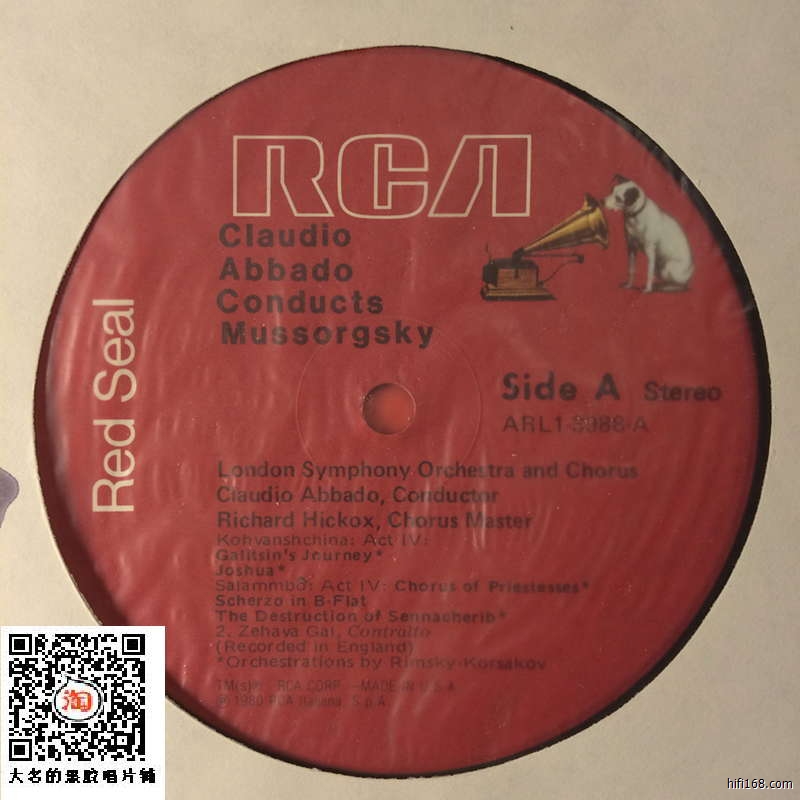 RCA
Claudio
Abbado
Conducts
Mussorgsky
Red Seal
Side A Stereo
ARL1-3988-A
London Symphony Orchestra and Chorus
Claudio Abbado, Conductor
Richard Hickox, Chorus Master
Kohvanshchina: Act IV:
Galitsin's Journey*
Joshua*
Salammbô: Act IV: Chorus of Priestesses*
Scherzo in B-Flat
The Destruction of Sennacherib*
2. Zehava Gal, Contralto
(Recorded in England)
*Orchestrations by Rimsky-Korsakov
TM(s)® RCA CORP.—MADE IN U.S.A.
℗ 1980 RCA Italiana, S.p.A.
淘
大名的黑胶唱片铺
hifi168.com